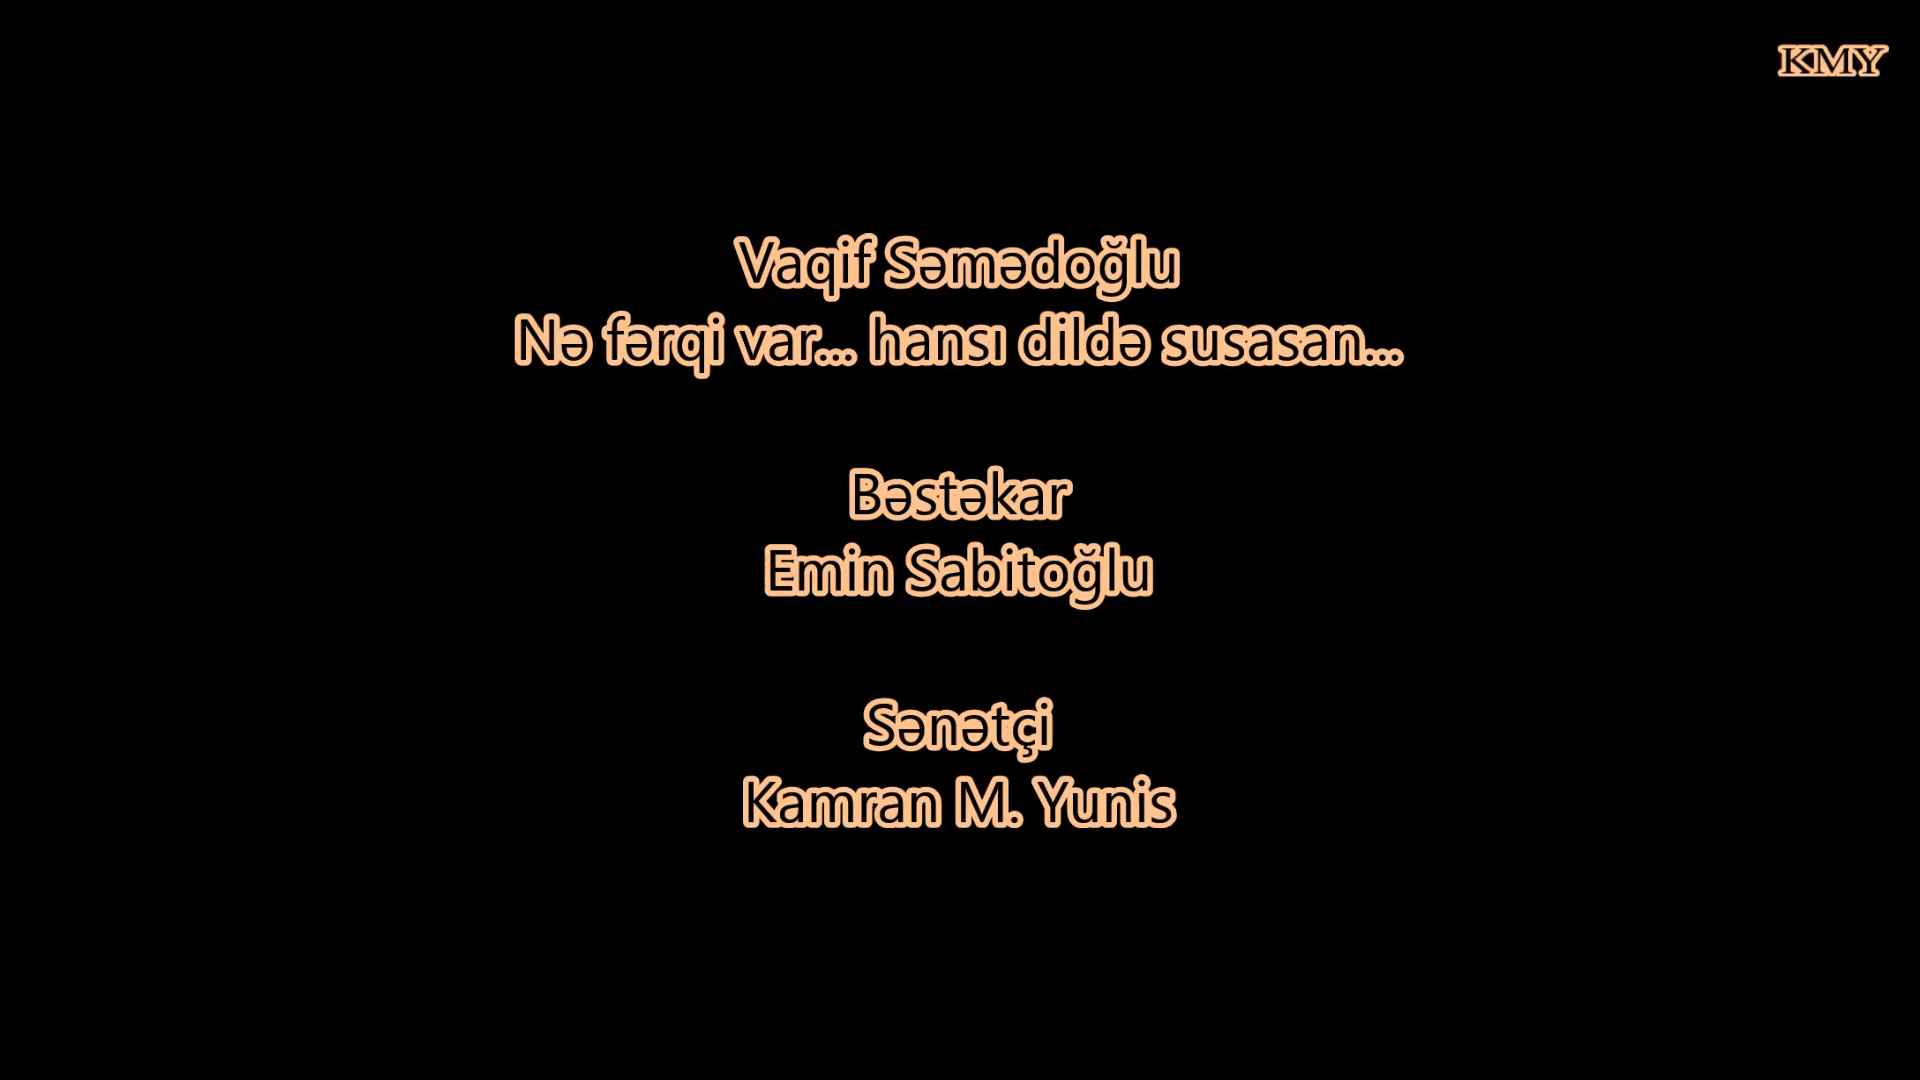 KMY
Vaqif Səmədoğlu
Nə fərqi var... hansı dildə susasan...
Bəstəkar
Emin Sabitoğlu
Sənətçi
Kamran M. Yunis